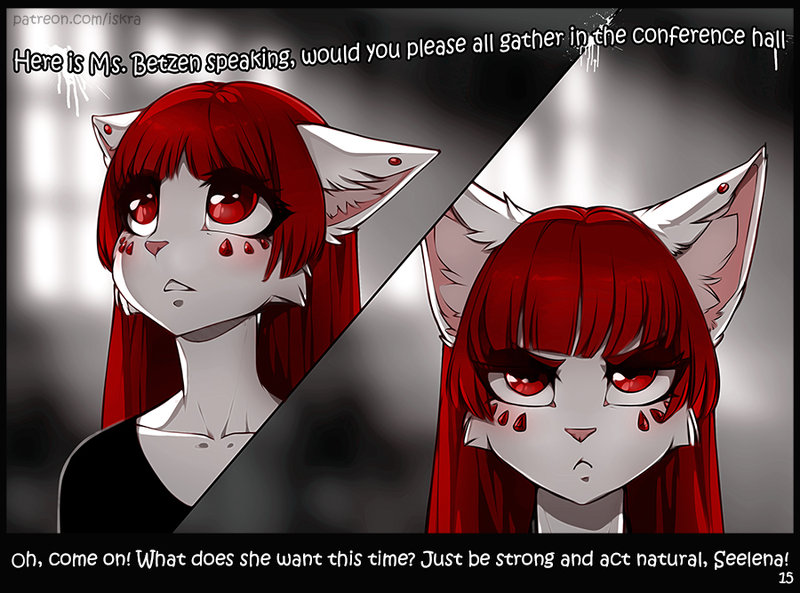 patreon.com/iskra
Here is Ms. Betzen speaking, would you please all gather in the conference hall
Oh, come on! What does she want this time? Just be strong and act natural, Seelena!
15